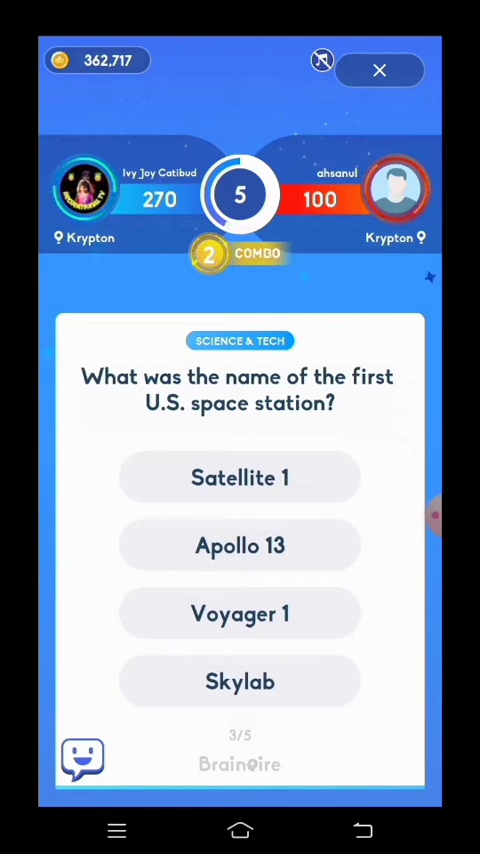 362,717
Ivy Joy Catibud
270
5
ahsanul
100
Krypton
Krypton
2 COMBO
SCIENCE & TECH
What was the name of the first
U.S. space station?
Satellite 1
Apollo 13
Voyager 1
Skylab
3/5
Brainoire